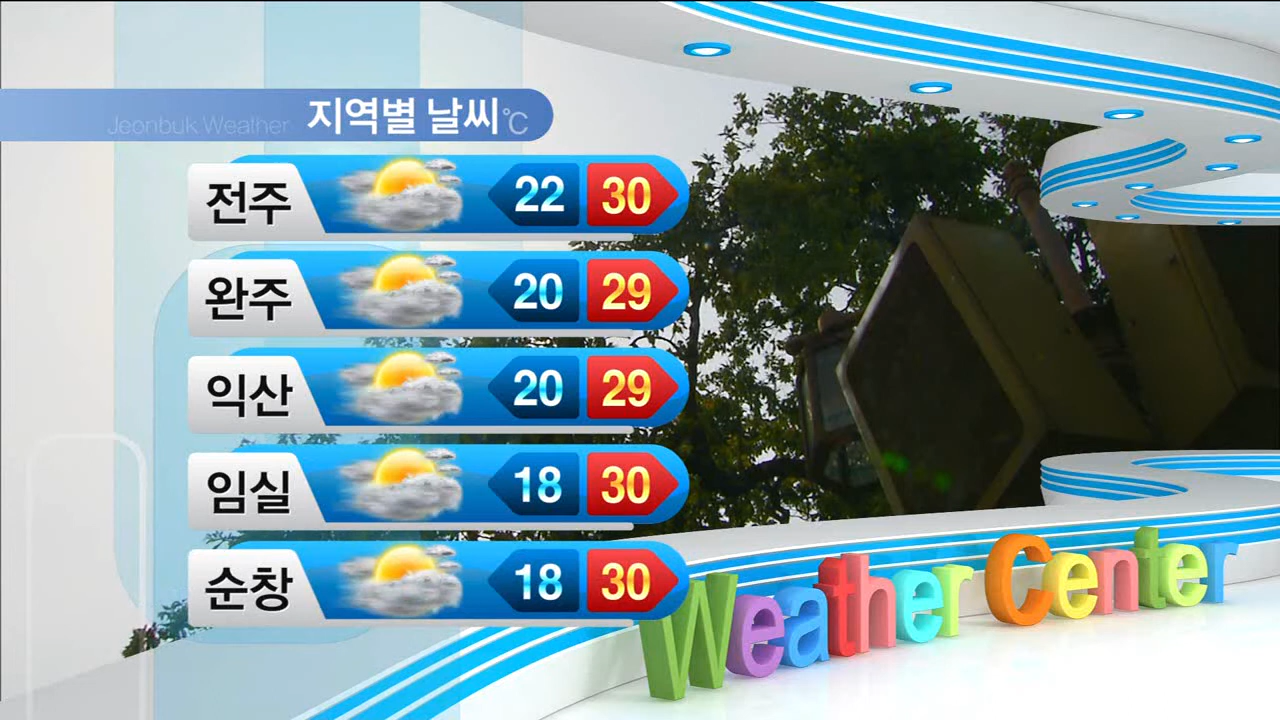 Jeonbuk Weather 지역별 날씨 ℃
전주 22 30
완주 20 29
익산 20 29
임실 18 30
순창 18 30
Weather Center